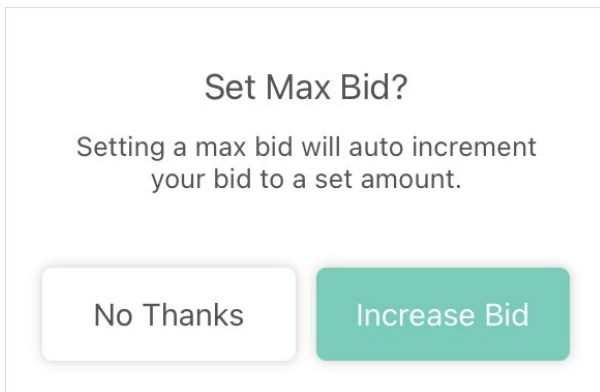 Set Max Bid?
Setting a max bid will auto increment
your bid to a set amount.
No Thanks
Increase Bid